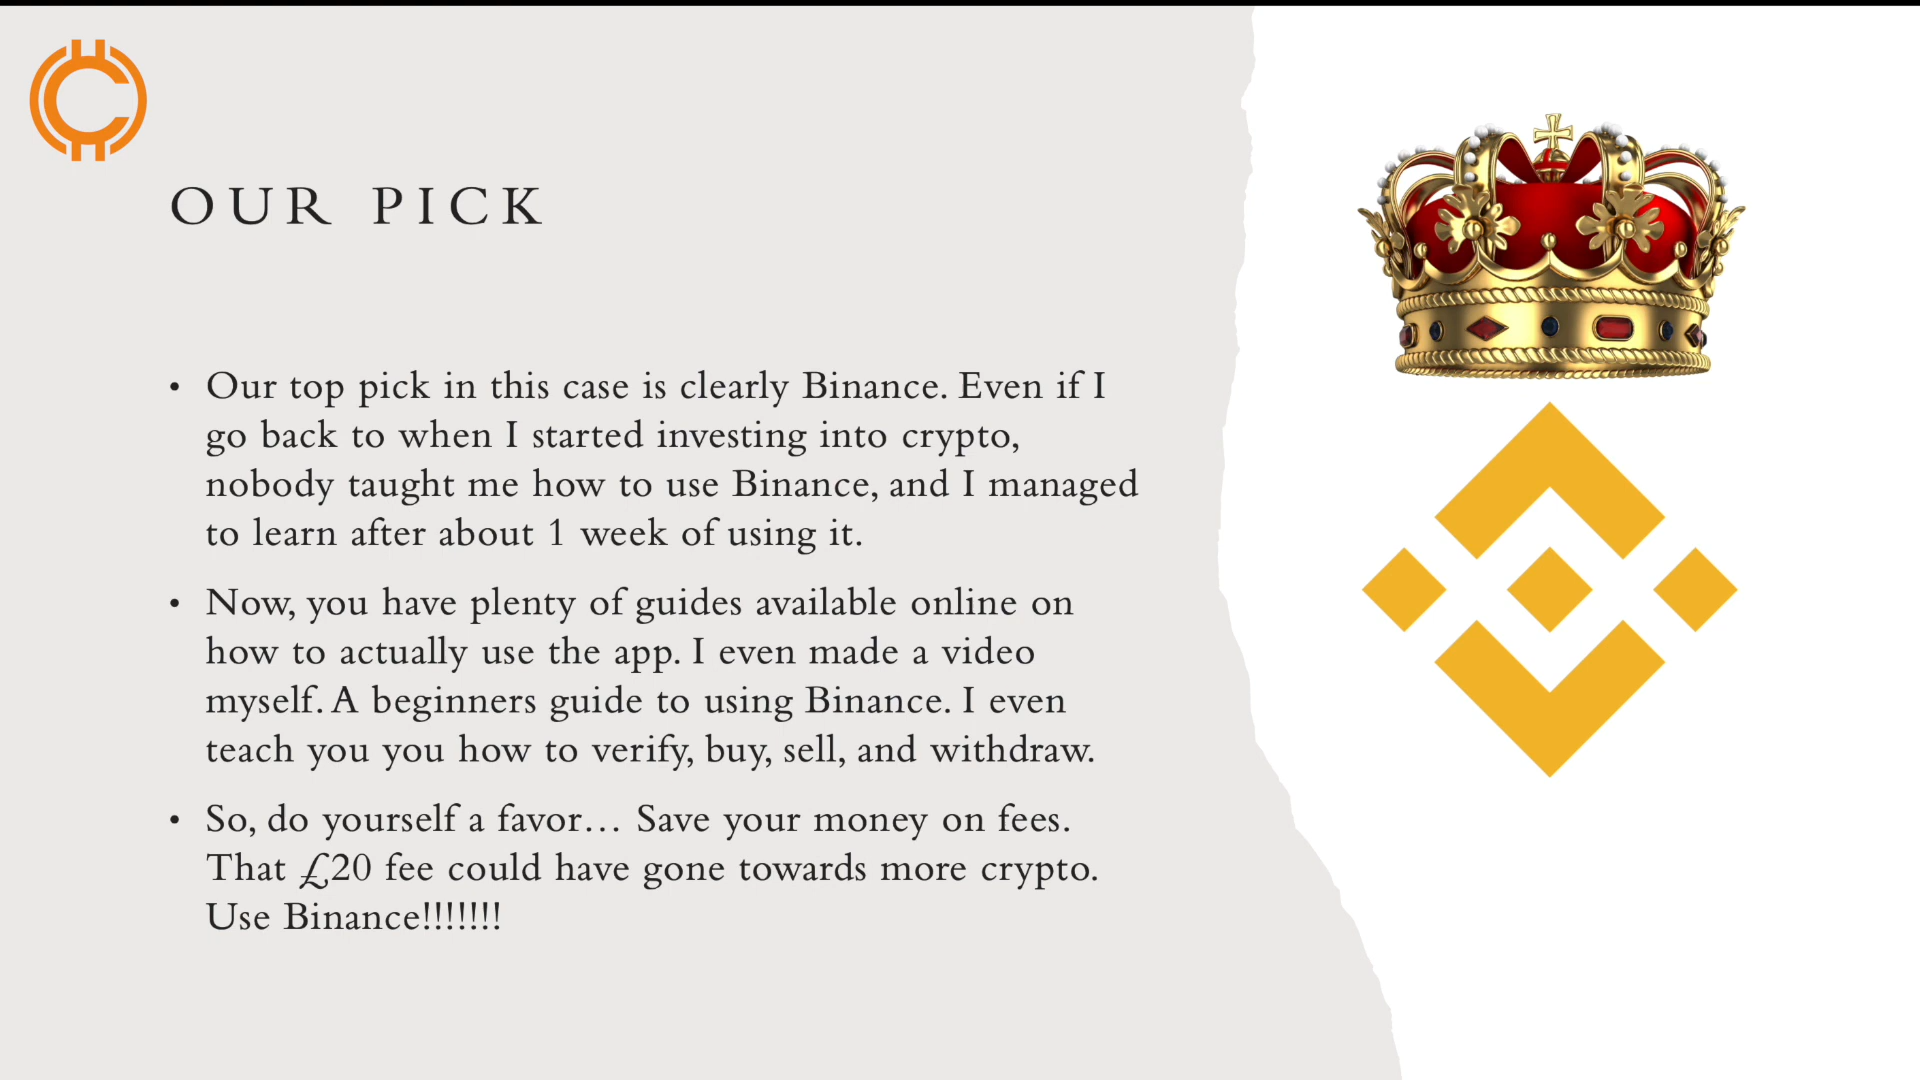 OUR PICK
• Our top pick in this case is clearly Binance. Even if I
go back to when I started investing into crypto,
nobody taught me how to use Binance, and I managed
to learn after about 1 week of using it.
• Now, you have plenty of guides available online on
how to actually use the app. I even made a video
myself. A beginners guide to using Binance. I even
teach you you how to verify, buy, sell, and withdraw.
• So, do yourself a favor… Save your money on fees.
That £20 fee could have gone towards more crypto.
Use Binance!!!!!!!